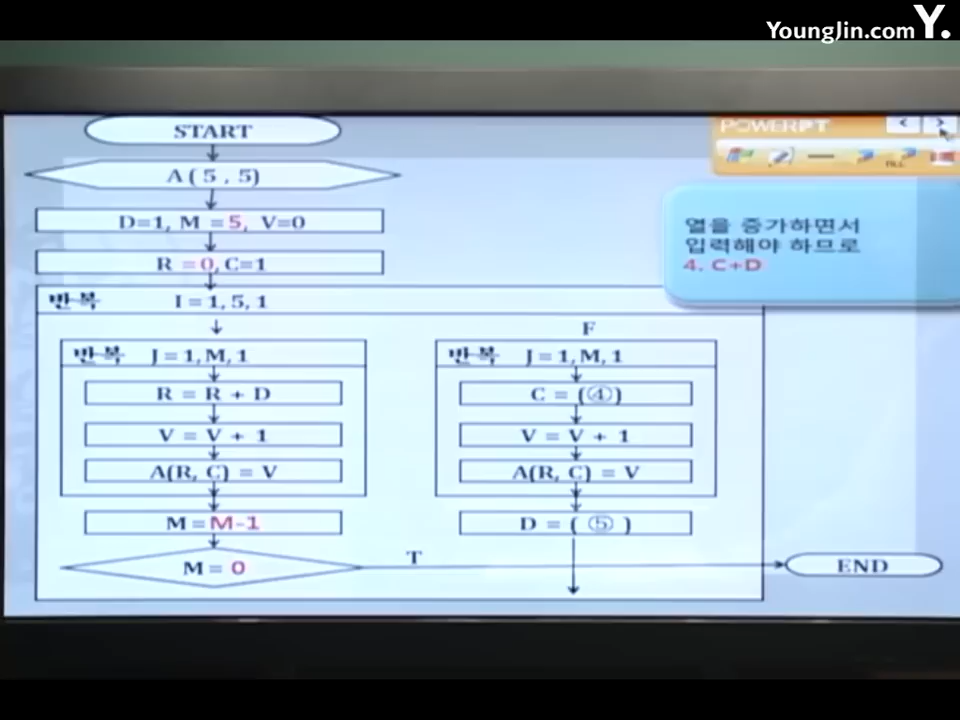 YoungJin.com Y.
START
POWERPT
A ( 5 , 5)
D=1, M = 5, V=0
R = 0, C=1
열을 증가하면서
입력해야 하므로
4. C+D
반복 I = 1, 5, 1
F
반복 J = 1, M, 1
R = R + D
V = V + 1
A(R, C) = V
M = M-1
M = 0
T
반복 J = 1, M, 1
C = (④)
V = V + 1
A(R, C) = V
D = ( ⑤ )
END